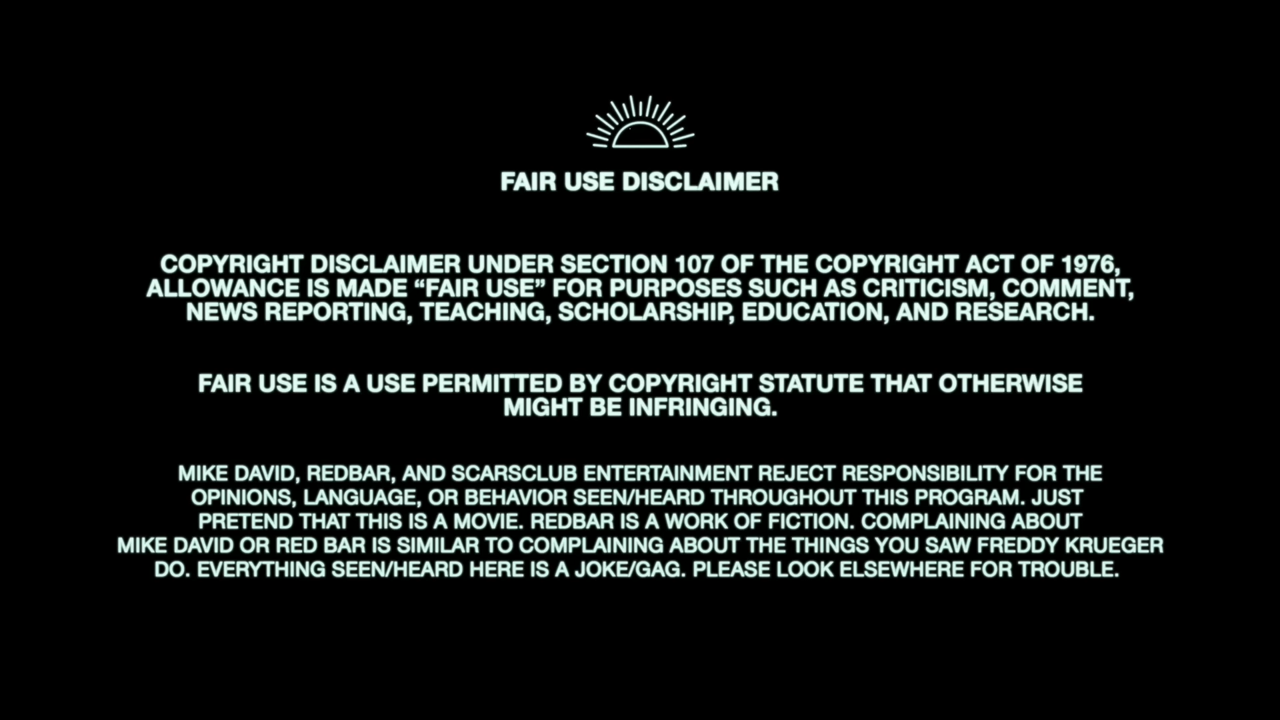 FAIR USE DISCLAIMER
COPYRIGHT DISCLAIMER UNDER SECTION 107 OF THE COPYRIGHT ACT OF 1976,
ALLOWANCE IS MADE “FAIR USE” FOR PURPOSES SUCH AS CRITICISM, COMMENT,
NEWS REPORTING, TEACHING, SCHOLARSHIP, EDUCATION, AND RESEARCH.
FAIR USE IS A USE PERMITTED BY COPYRIGHT STATUTE THAT OTHERWISE
MIGHT BE INFRINGING.
MIKE DAVID, REDBAR, AND SCARSCLUB ENTERTAINMENT REJECT RESPONSIBILITY FOR THE
OPINIONS, LANGUAGE, OR BEHAVIOR SEEN/HEARD THROUGHOUT THIS PROGRAM. JUST
PRETEND THAT THIS IS A MOVIE. REDBAR IS A WORK OF FICTION. COMPLAINING ABOUT
MIKE DAVID OR RED BAR IS SIMILAR TO COMPLAINING ABOUT THE THINGS YOU SAW FREDDY KRUEGER
DO. EVERYTHING SEEN/HEARD HERE IS A JOKE/GAG. PLEASE LOOK ELSEWHERE FOR TROUBLE.